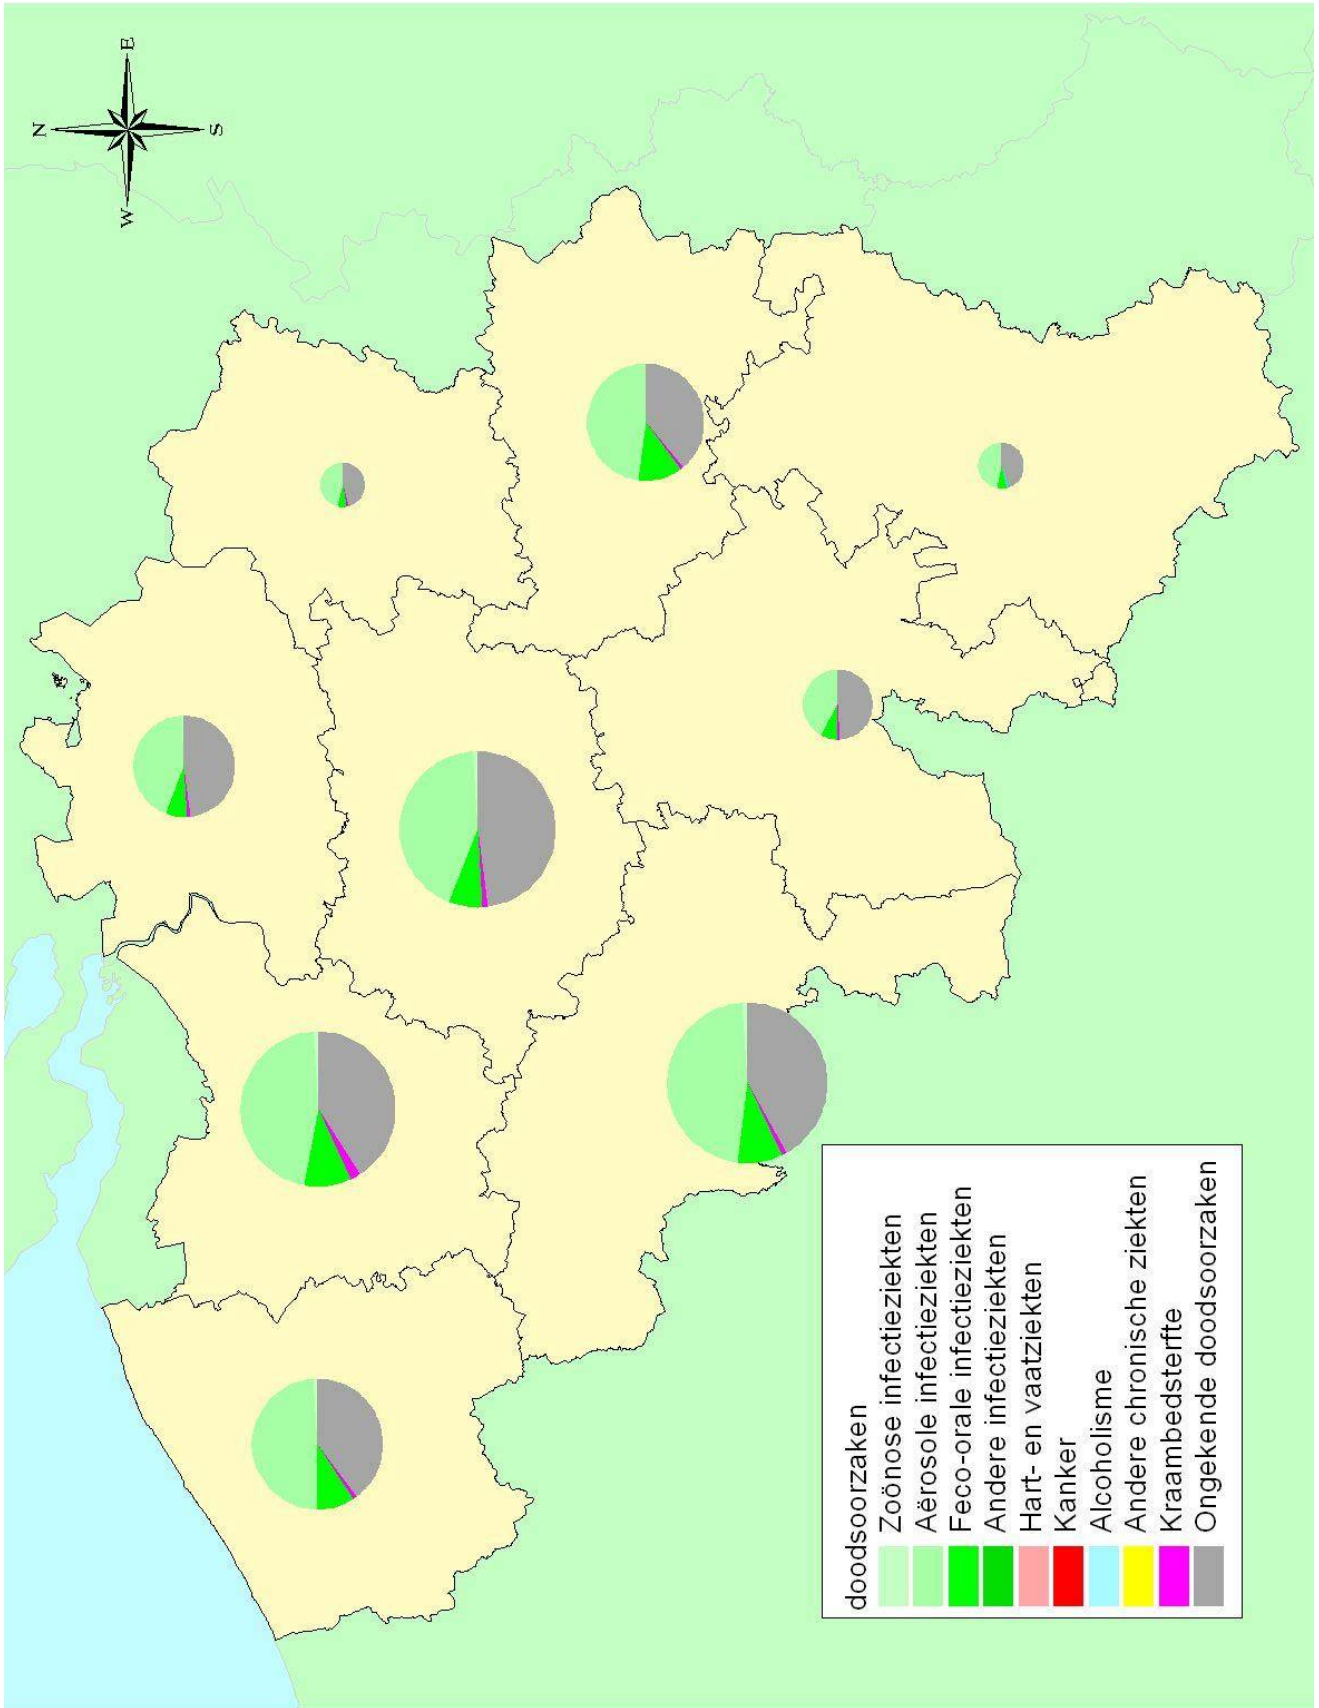 N
E
W
S
doodsoorzaken
Zoönose infectieziekten
Aërosole infectieziekten
Feco-orale infectieziekten
Andere infectieziekten
Hart- en vaatziekten
Kanker
Alcoholisme
Andere chronische ziekten
Kraambedsterfte
Ongekende doodsoorzaken